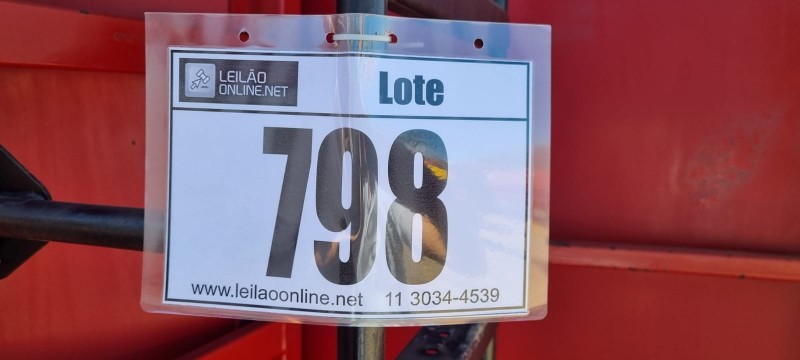 LEILÃO
ONLINE.NET
Lote
798
www.leilaoonline.net 11 3034-4539